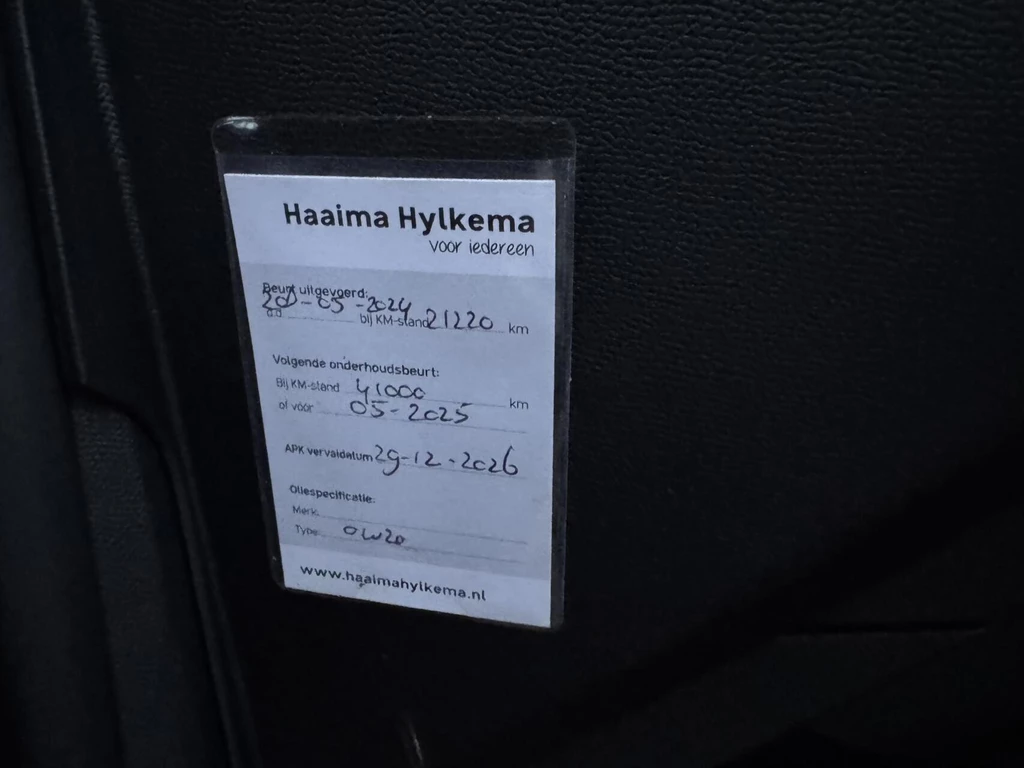 Haaima Hylkema
voor iedereen
Beurt uitgevoerd:
d.d. 20-05-2024 bij KM-stand 21220 km
Volgende onderhoudsbeurt:
Bij KM-stand 41000 km
of vóór 05-2025
APK vervaldatum 29-12-2026
Oliespecificatie:
Merk:
Type: 0W20
www.haaimahylkema.nl